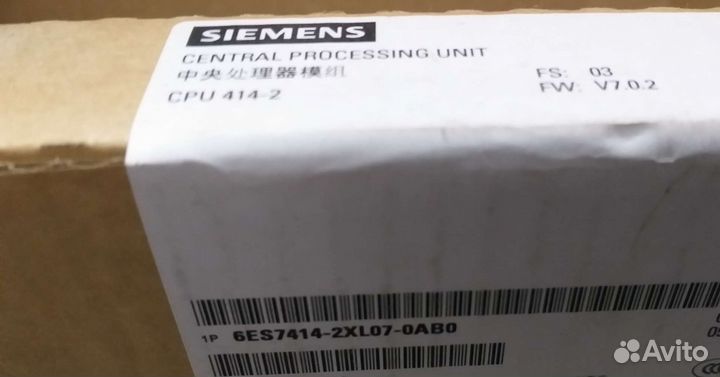 SIEMENS
CENTRAL PROCESSING UNIT
中央处理器模组
CPU 414-2
FS: 03
FW: V7.0.2
1P 6ES7414-2XL07-0AB0
Avito